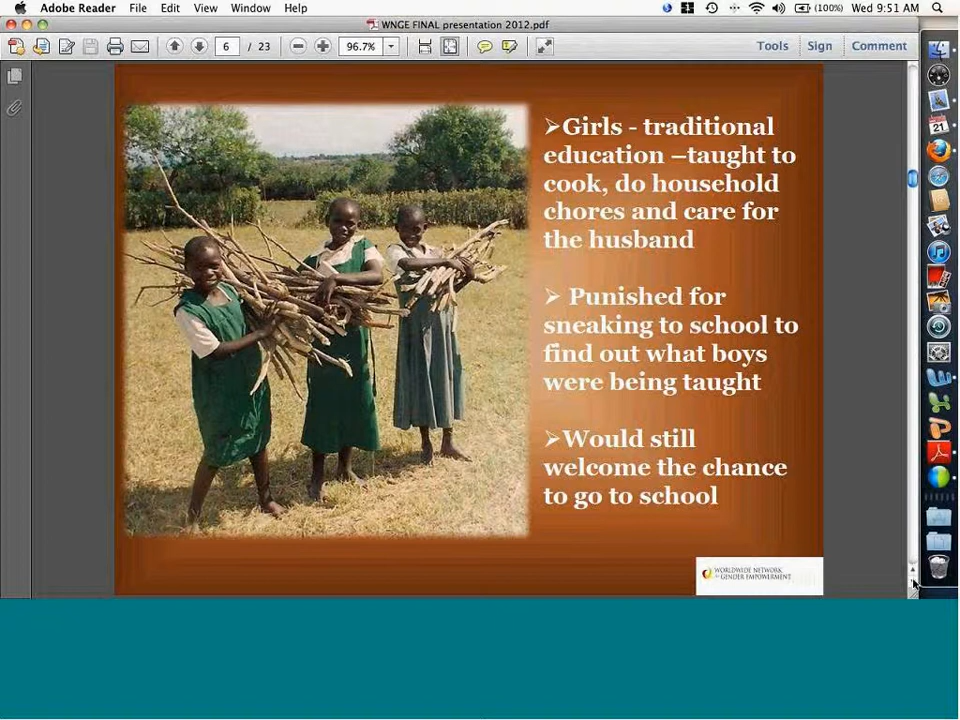 Adobe Reader File Edit View Window Help (100%) Wed 9:51 AM
WNGE FINAL presentation 2012.pdf
6 / 23 96.7% Tools Sign Comment
➢Girls - traditional
education –taught to
cook, do household
chores and care for
the husband
➢ Punished for
sneaking to school to
find out what boys
were being taught
➢Would still
welcome the chance
to go to school
WORLDWIDE NETWORK
GENDER EMPOWERMENT
21